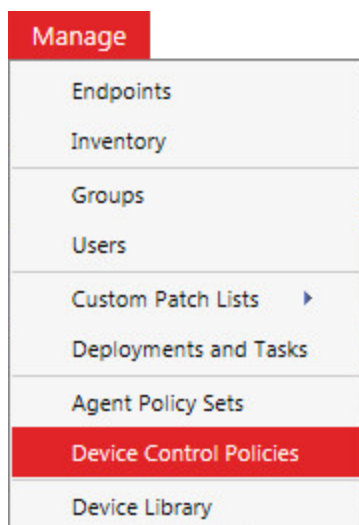 Manage
Endpoints
Inventory
Groups
Users
Custom Patch Lists
Deployments and Tasks
Agent Policy Sets
Device Control Policies
Device Library